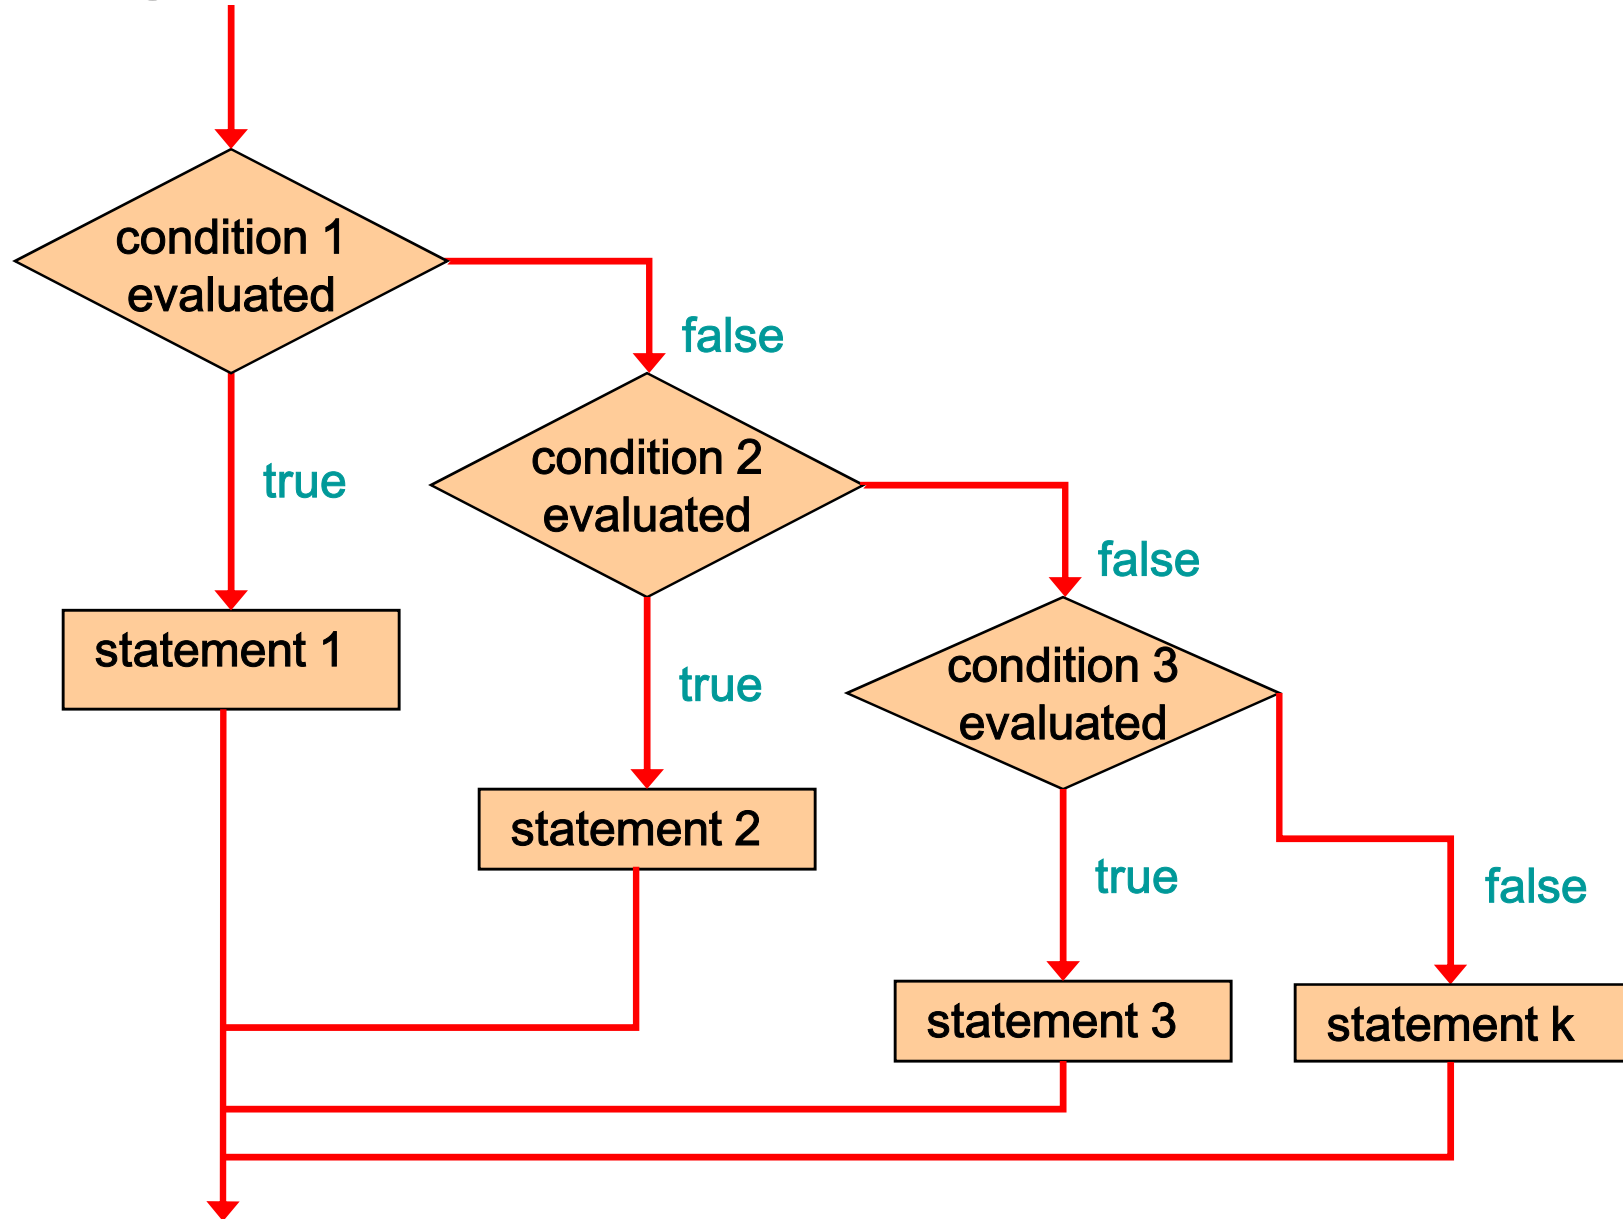 condition 1
evaluated
false
condition 2
evaluated
true
false
statement 1
condition 3
evaluated
true
statement 2
true
false
statement 3
statement k